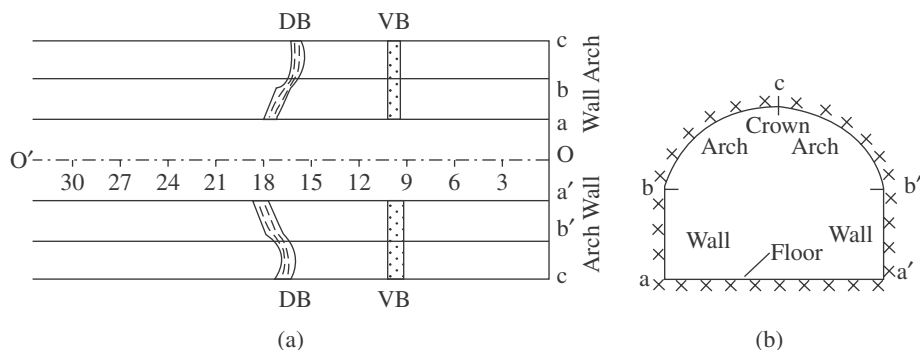 DB VB
c
b
a
Wall Arch
O′ O
30 27 24 21 18 15 12 9 6 3
a′
b′
c
Arch Wall
DB VB
(a)
c
Crown
Arch Arch
b b′
Wall Wall
Floor
a a′
(b)